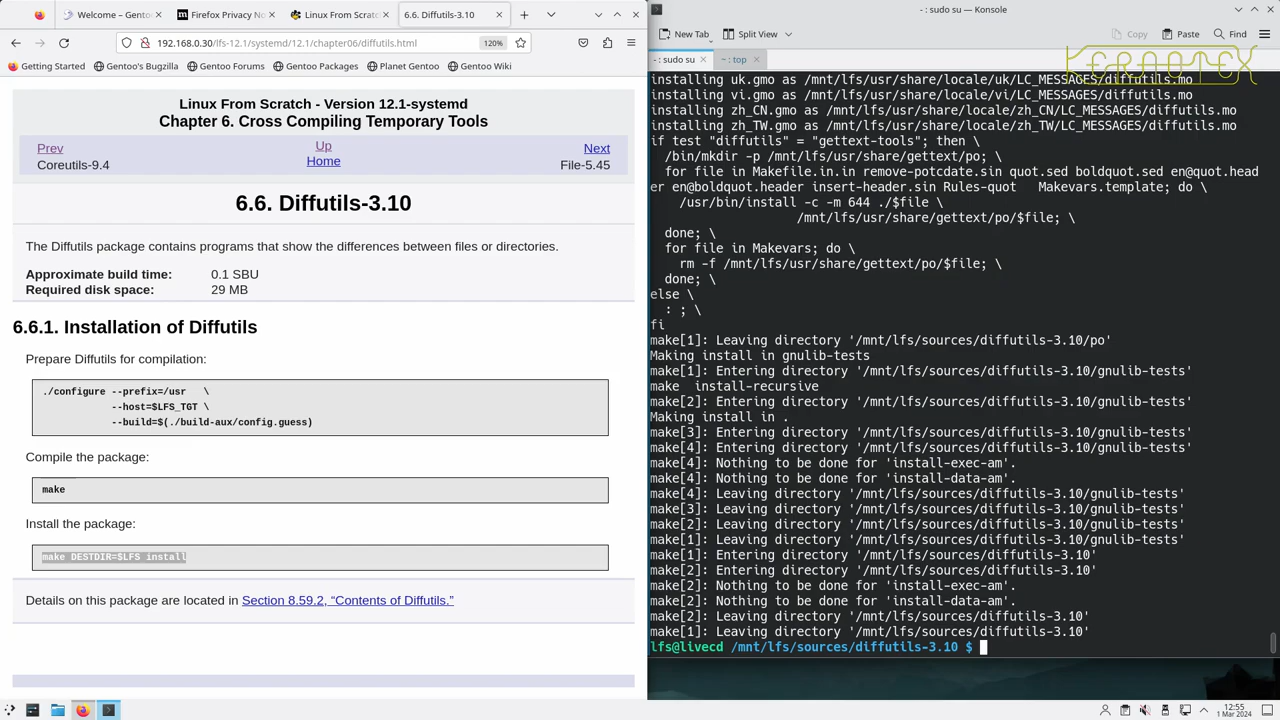 Welcome – Gento
Firefox Privacy No
Linux From Scratc
6.6. Diffutils-3.10
192.168.0.30/lfs-12.1/systemd/12.1/chapter06/diffutils.html
120%
Getting Started
Gentoo's Bugzilla
Gentoo Forums
Gentoo Packages
Planet Gentoo
Gentoo Wiki
Linux From Scratch - Version 12.1-systemd
Chapter 6. Cross Compiling Temporary Tools
Prev
Up
Next
Coreutils-9.4
Home
File-5.45
6.6. Diffutils-3.10
The Diffutils package contains programs that show the differences between files or directories.
Approximate build time: 0.1 SBU
Required disk space: 29 MB
6.6.1. Installation of Diffutils
Prepare Diffutils for compilation:
./configure --prefix=/usr \
--host=$LFS_TGT \
--build=$(./build-aux/config.guess)
Compile the package:
make
Install the package:
make DESTDIR=$LFS install
Details on this package are located in Section 8.59.2, “Contents of Diffutils.”
- : sudo su — Konsole
New Tab
Split View
Copy
Paste
Find
- : sudo su
~ : top
KERNOTEX
installing uk.gmo as /mnt/lfs/usr/share/locale/uk/LC_MESSAGES/diffutils.mo
installing vi.gmo as /mnt/lfs/usr/share/locale/vi/LC_MESSAGES/diffutils.mo
installing zh_CN.gmo as /mnt/lfs/usr/share/locale/zh_CN/LC_MESSAGES/diffutils.mo
installing zh_TW.gmo as /mnt/lfs/usr/share/locale/zh_TW/LC_MESSAGES/diffutils.mo
if test "diffutils" = "gettext-tools"; then \
/bin/mkdir -p /mnt/lfs/usr/share/gettext/po; \
for file in Makefile.in.in remove-potcdate.sin quot.sed boldquot.sed en@quot.head
er en@boldquot.header insert-header.sin Rules-quot Makevars.template; do \
/usr/bin/install -c -m 644 ./$file \
/mnt/lfs/usr/share/gettext/po/$file; \
done; \
for file in Makevars; do \
rm -f /mnt/lfs/usr/share/gettext/po/$file; \
done; \
else \
: ; \
fi
make[1]: Leaving directory '/mnt/lfs/sources/diffutils-3.10/po'
Making install in gnulib-tests
make[1]: Entering directory '/mnt/lfs/sources/diffutils-3.10/gnulib-tests'
make  install-recursive
make[2]: Entering directory '/mnt/lfs/sources/diffutils-3.10/gnulib-tests'
Making install in .
make[3]: Entering directory '/mnt/lfs/sources/diffutils-3.10/gnulib-tests'
make[4]: Entering directory '/mnt/lfs/sources/diffutils-3.10/gnulib-tests'
make[4]: Nothing to be done for 'install-exec-am'.
make[4]: Nothing to be done for 'install-data-am'.
make[4]: Leaving directory '/mnt/lfs/sources/diffutils-3.10/gnulib-tests'
make[3]: Leaving directory '/mnt/lfs/sources/diffutils-3.10/gnulib-tests'
make[2]: Leaving directory '/mnt/lfs/sources/diffutils-3.10/gnulib-tests'
make[1]: Leaving directory '/mnt/lfs/sources/diffutils-3.10/gnulib-tests'
make[1]: Entering directory '/mnt/lfs/sources/diffutils-3.10'
make[2]: Entering directory '/mnt/lfs/sources/diffutils-3.10'
make[2]: Nothing to be done for 'install-exec-am'.
make[2]: Nothing to be done for 'install-data-am'.
make[2]: Leaving directory '/mnt/lfs/sources/diffutils-3.10'
make[1]: Leaving directory '/mnt/lfs/sources/diffutils-3.10'
lfs@livecd /mnt/lfs/sources/diffutils-3.10 $
12:55
1 Mar 2024